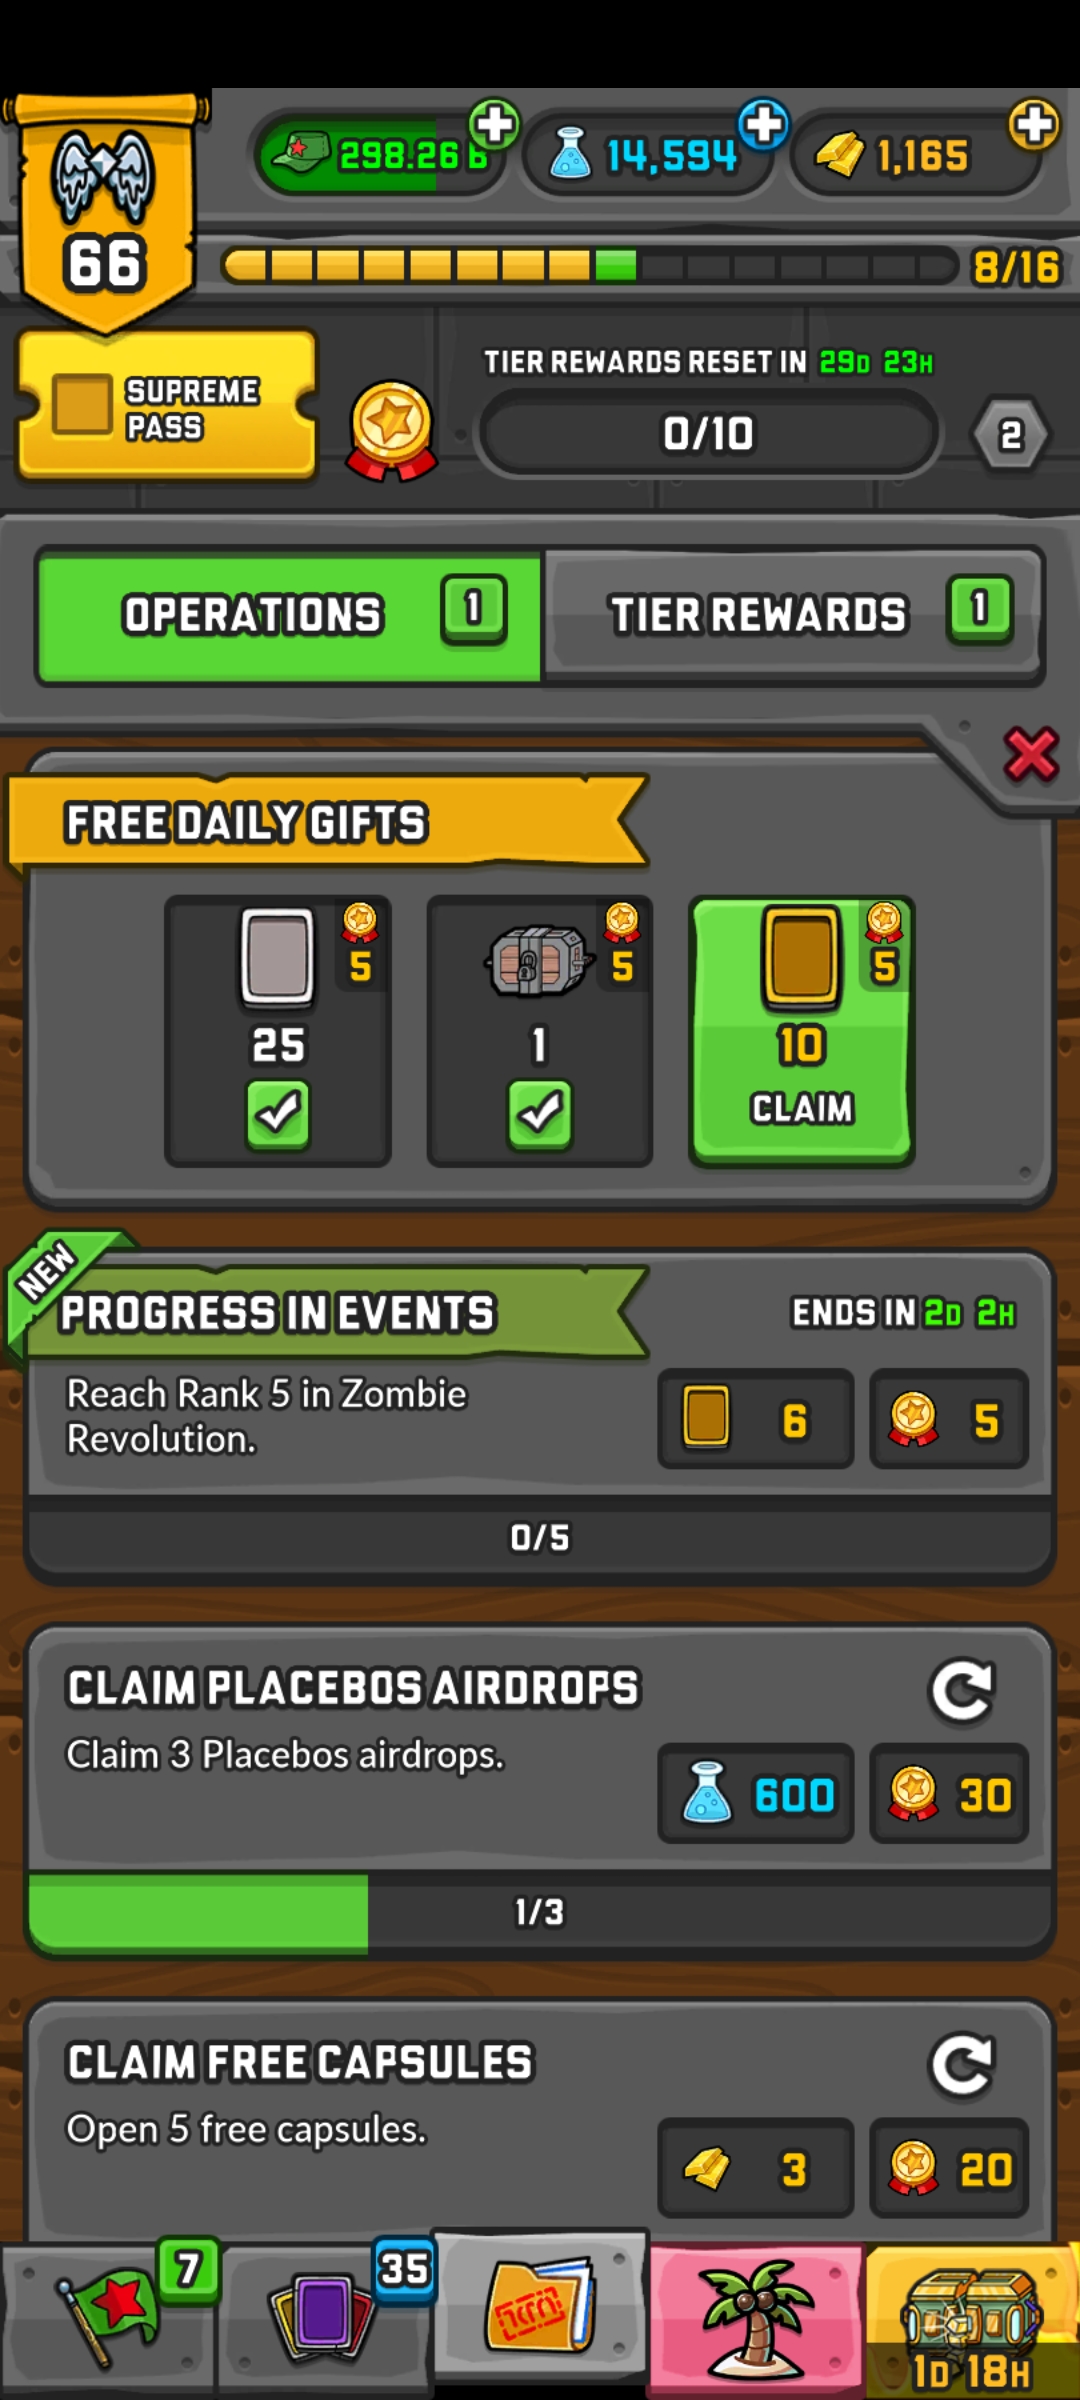 298.26 B
14,594
1,165
66
8/16
SUPREME
PASS
TIER REWARDS RESET IN 29D 23H
0/10
2
OPERATIONS 1
TIER REWARDS 1
FREE DAILY GIFTS
5
5
5
25
1
10
CLAIM
NEW
PROGRESS IN EVENTS
ENDS IN 2D 2H
Reach Rank 5 in Zombie
Revolution.
6
5
0/5
CLAIM PLACEBOS AIRDROPS
Claim 3 Placebos airdrops.
600
30
1/3
CLAIM FREE CAPSULES
Open 5 free capsules.
3
20
7
35
1D 18H